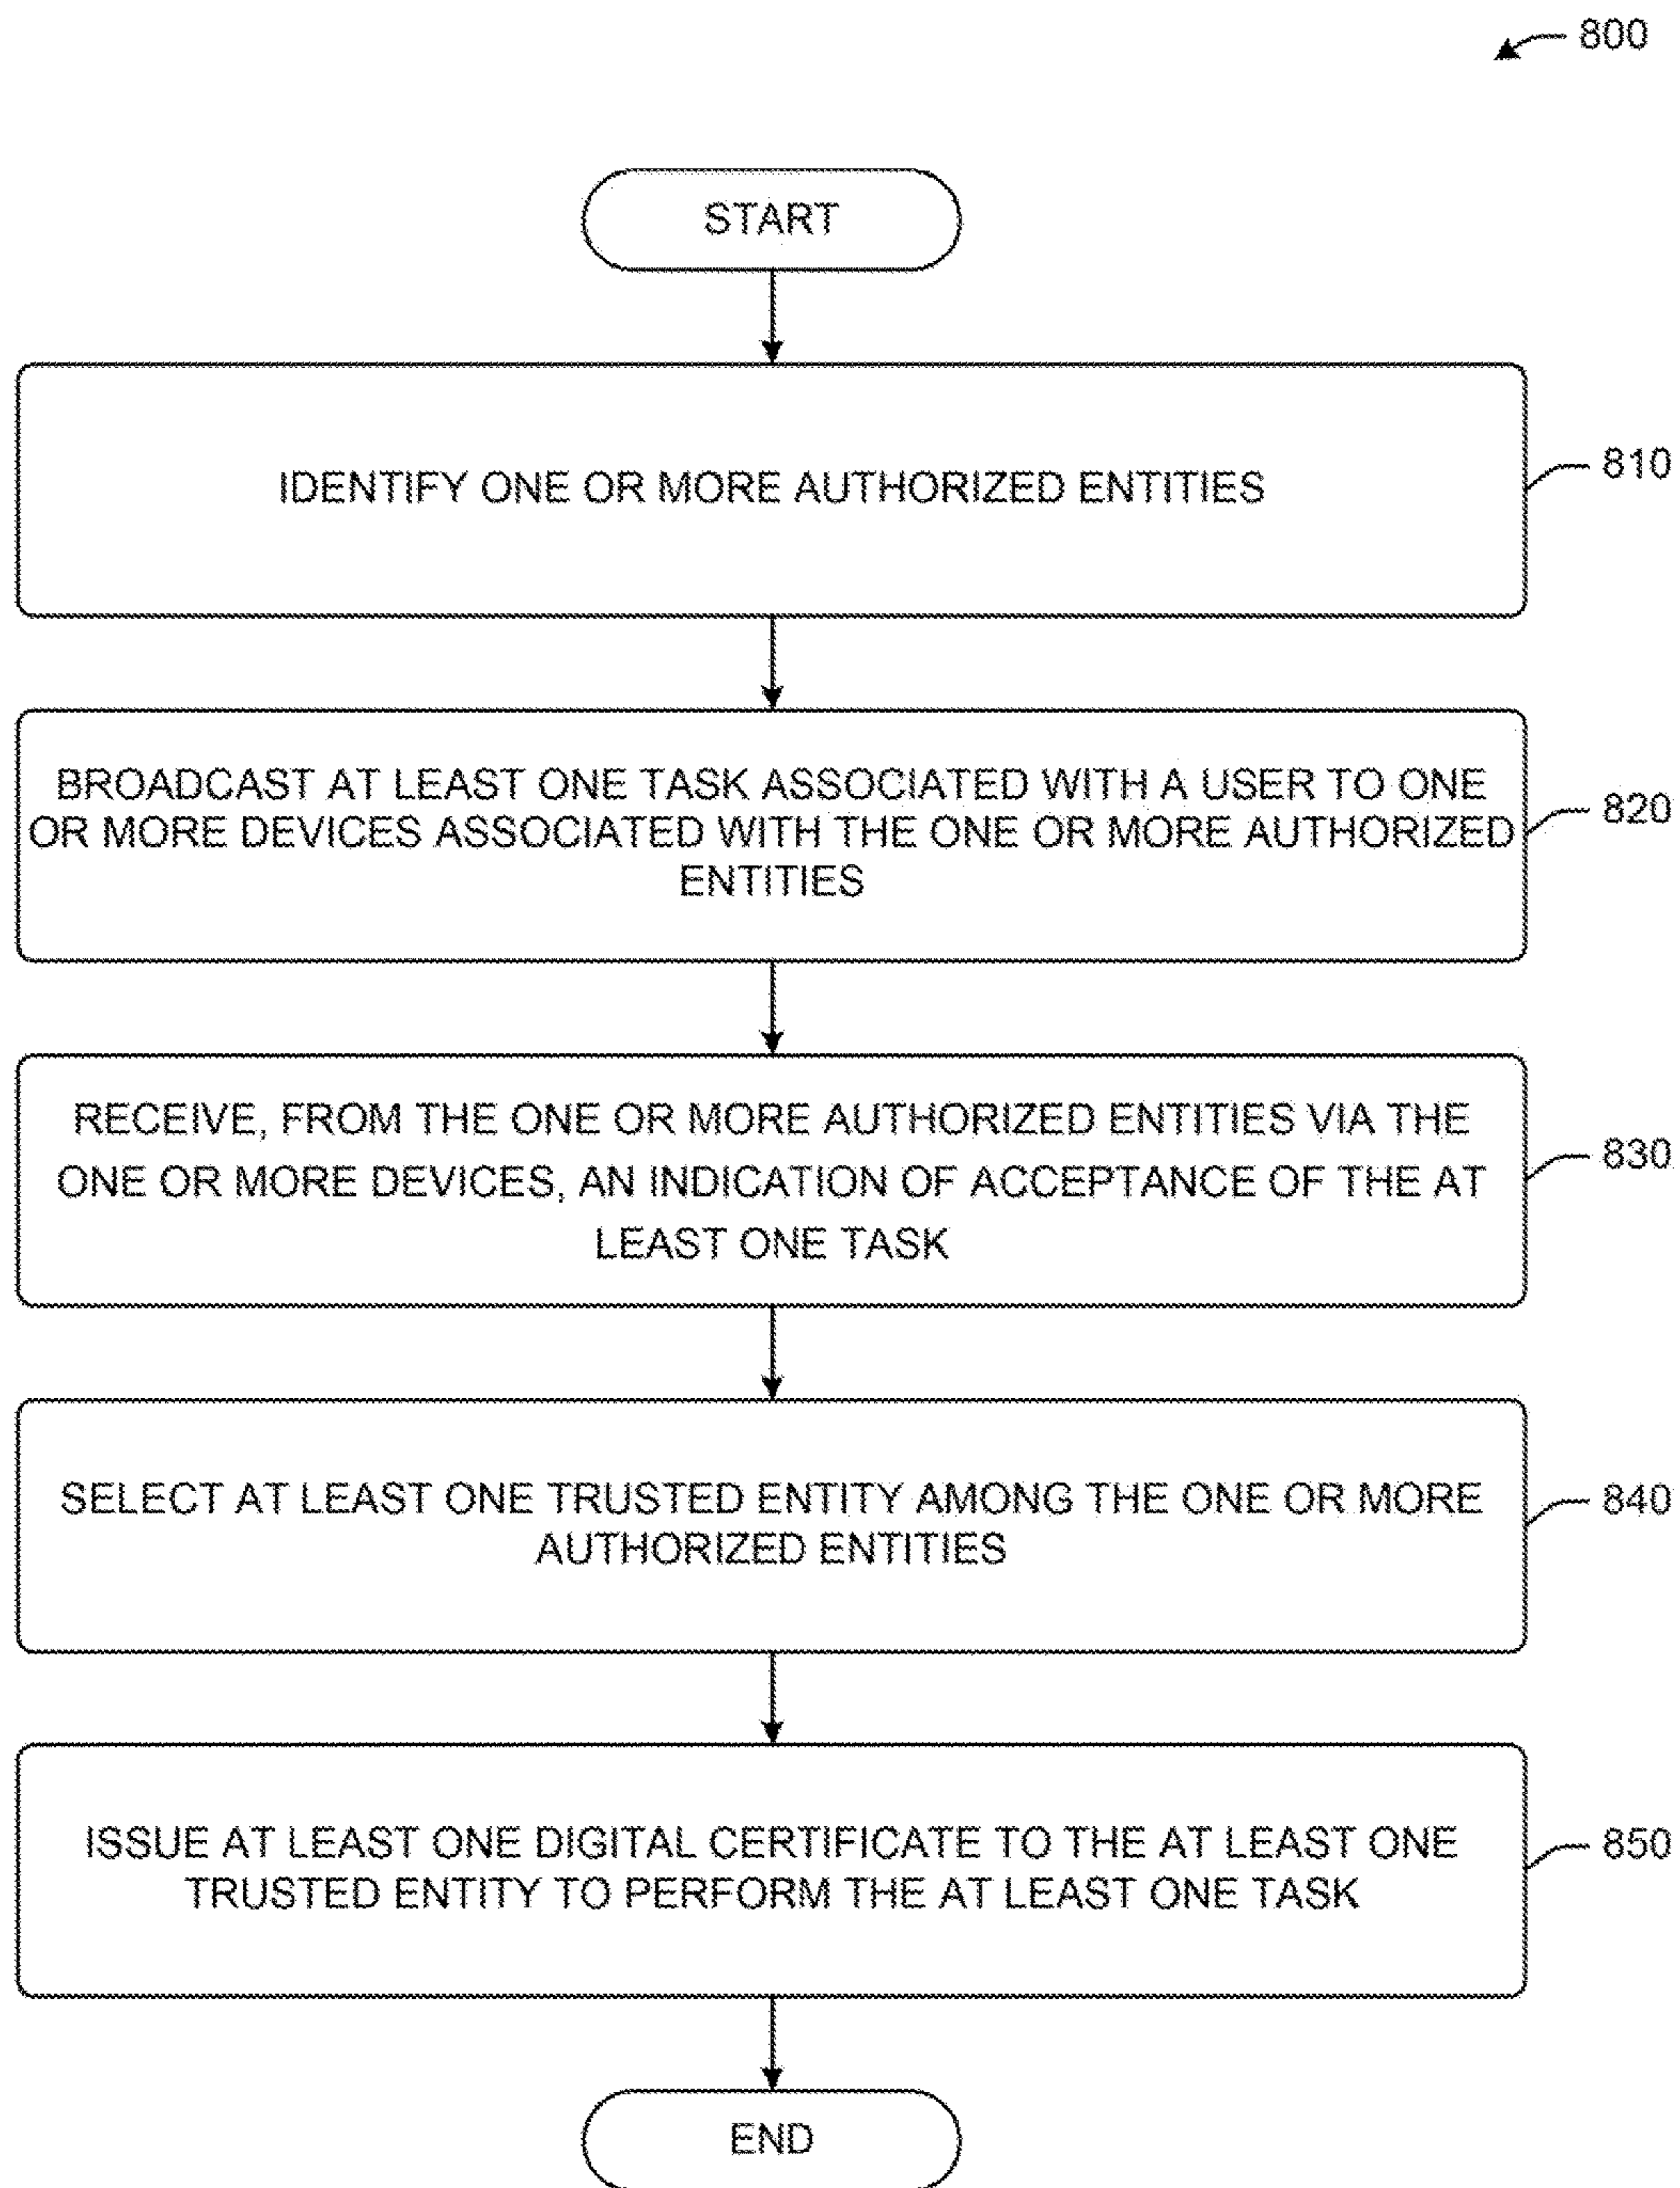 800
START
IDENTIFY ONE OR MORE AUTHORIZED ENTITIES
810
BROADCAST AT LEAST ONE TASK ASSOCIATED WITH A USER TO ONE
OR MORE DEVICES ASSOCIATED WITH THE ONE OR MORE AUTHORIZED
ENTITIES
820
RECEIVE, FROM THE ONE OR MORE AUTHORIZED ENTITIES VIA THE
ONE OR MORE DEVICES, AN INDICATION OF ACCEPTANCE OF THE AT
LEAST ONE TASK
830
SELECT AT LEAST ONE TRUSTED ENTITY AMONG THE ONE OR MORE
AUTHORIZED ENTITIES
840
ISSUE AT LEAST ONE DIGITAL CERTIFICATE TO THE AT LEAST ONE
TRUSTED ENTITY TO PERFORM THE AT LEAST ONE TASK
850
END